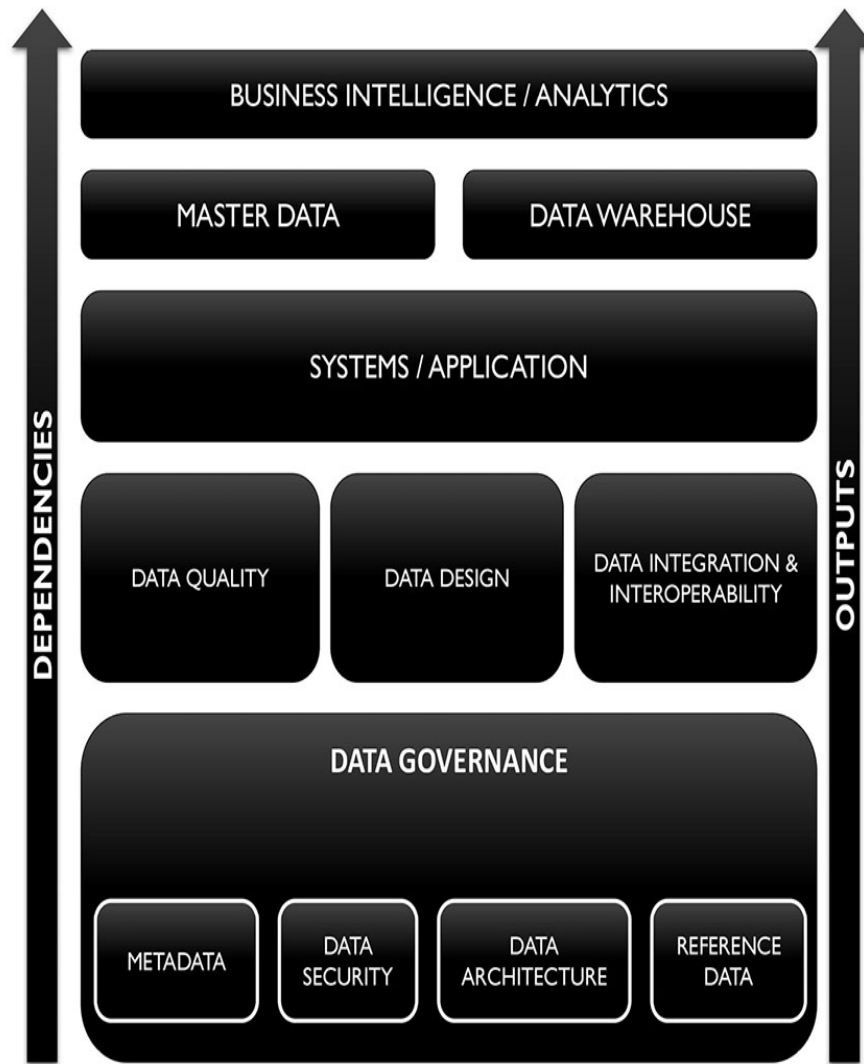 BUSINESS INTELLIGENCE / ANALYTICS
MASTER DATA
DATA WAREHOUSE
SYSTEMS / APPLICATION
DEPENDENCIES
OUTPUTS
DATA QUALITY
DATA DESIGN
DATA INTEGRATION &
INTEROPERABILITY
DATA GOVERNANCE
METADATA
DATA
SECURITY
DATA
ARCHITECTURE
REFERENCE
DATA